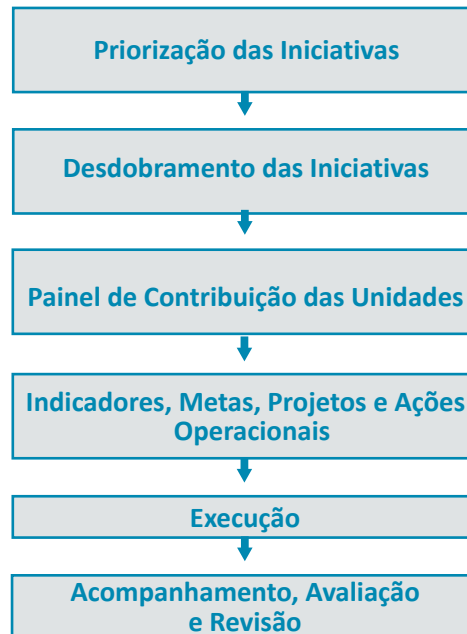 Priorização das Iniciativas
Desdobramento das Iniciativas
Painel de Contribuição das Unidades
Indicadores, Metas, Projetos e Ações
Operacionais
Execução
Acompanhamento, Avaliação
e Revisão